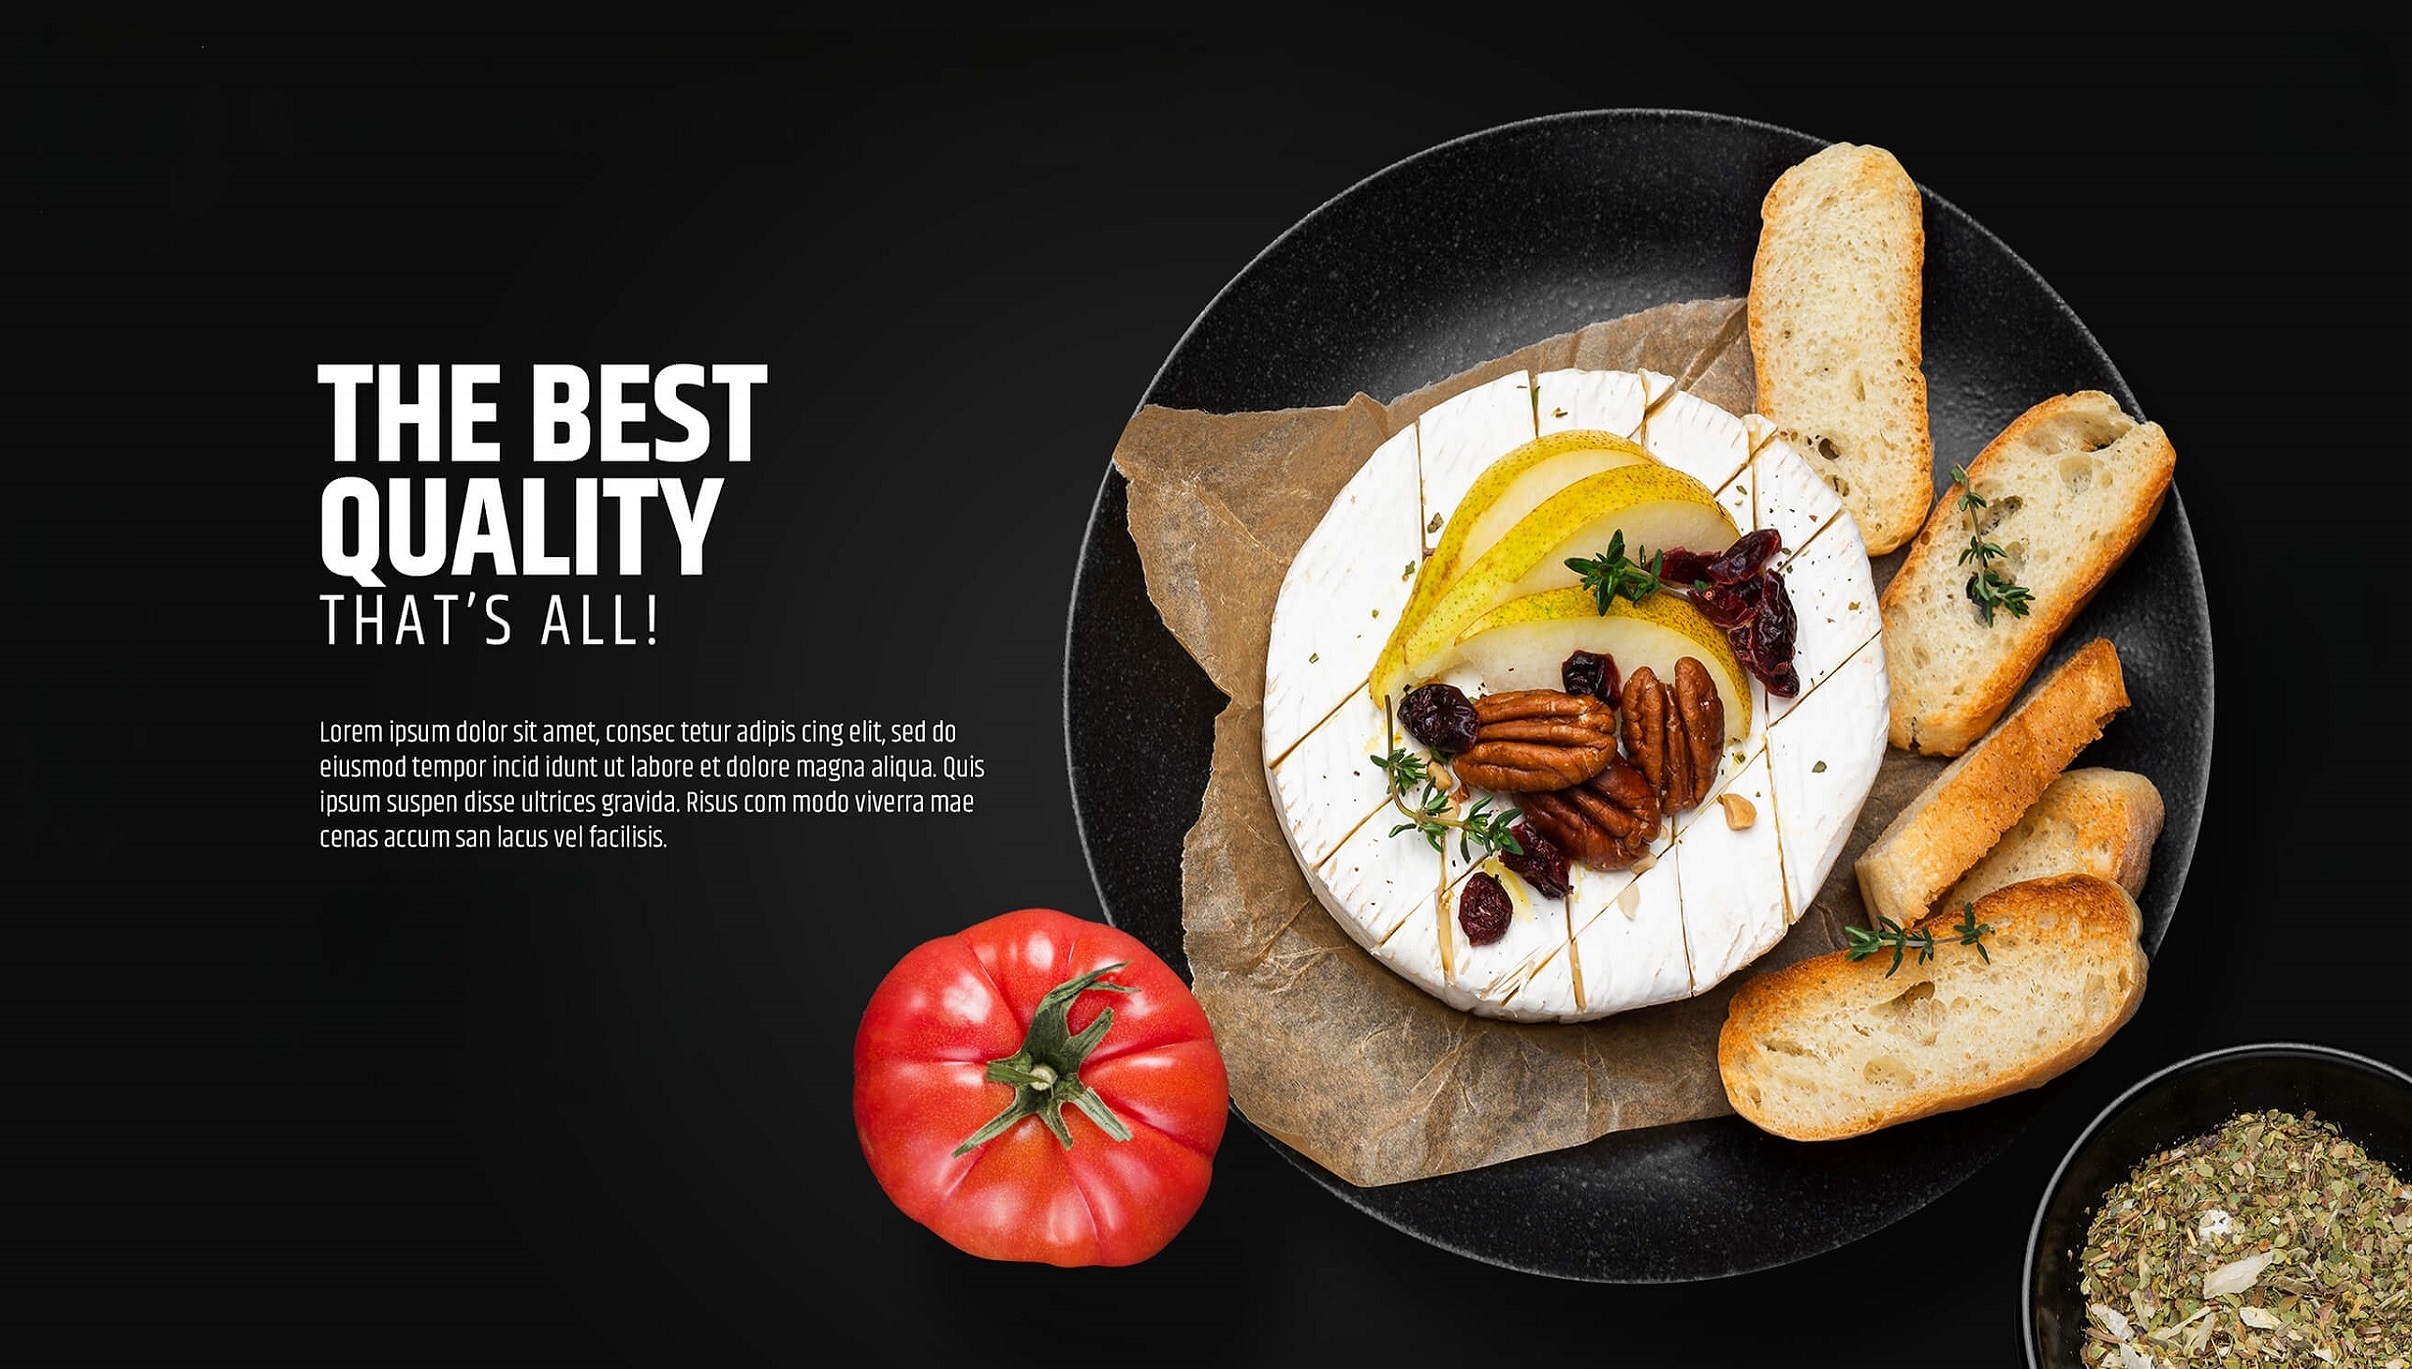 THE BEST
QUALITY
THAT'S ALL!
Lorem ipsum dolor sit amet, consec tetur adipis cing elit, sed do
eiusmod tempor incid idunt ut labore et dolore magna aliqua. Quis
ipsum suspen disse ultrices gravida. Risus com modo viverra mae
cenas accum san lacus vel facilisis.